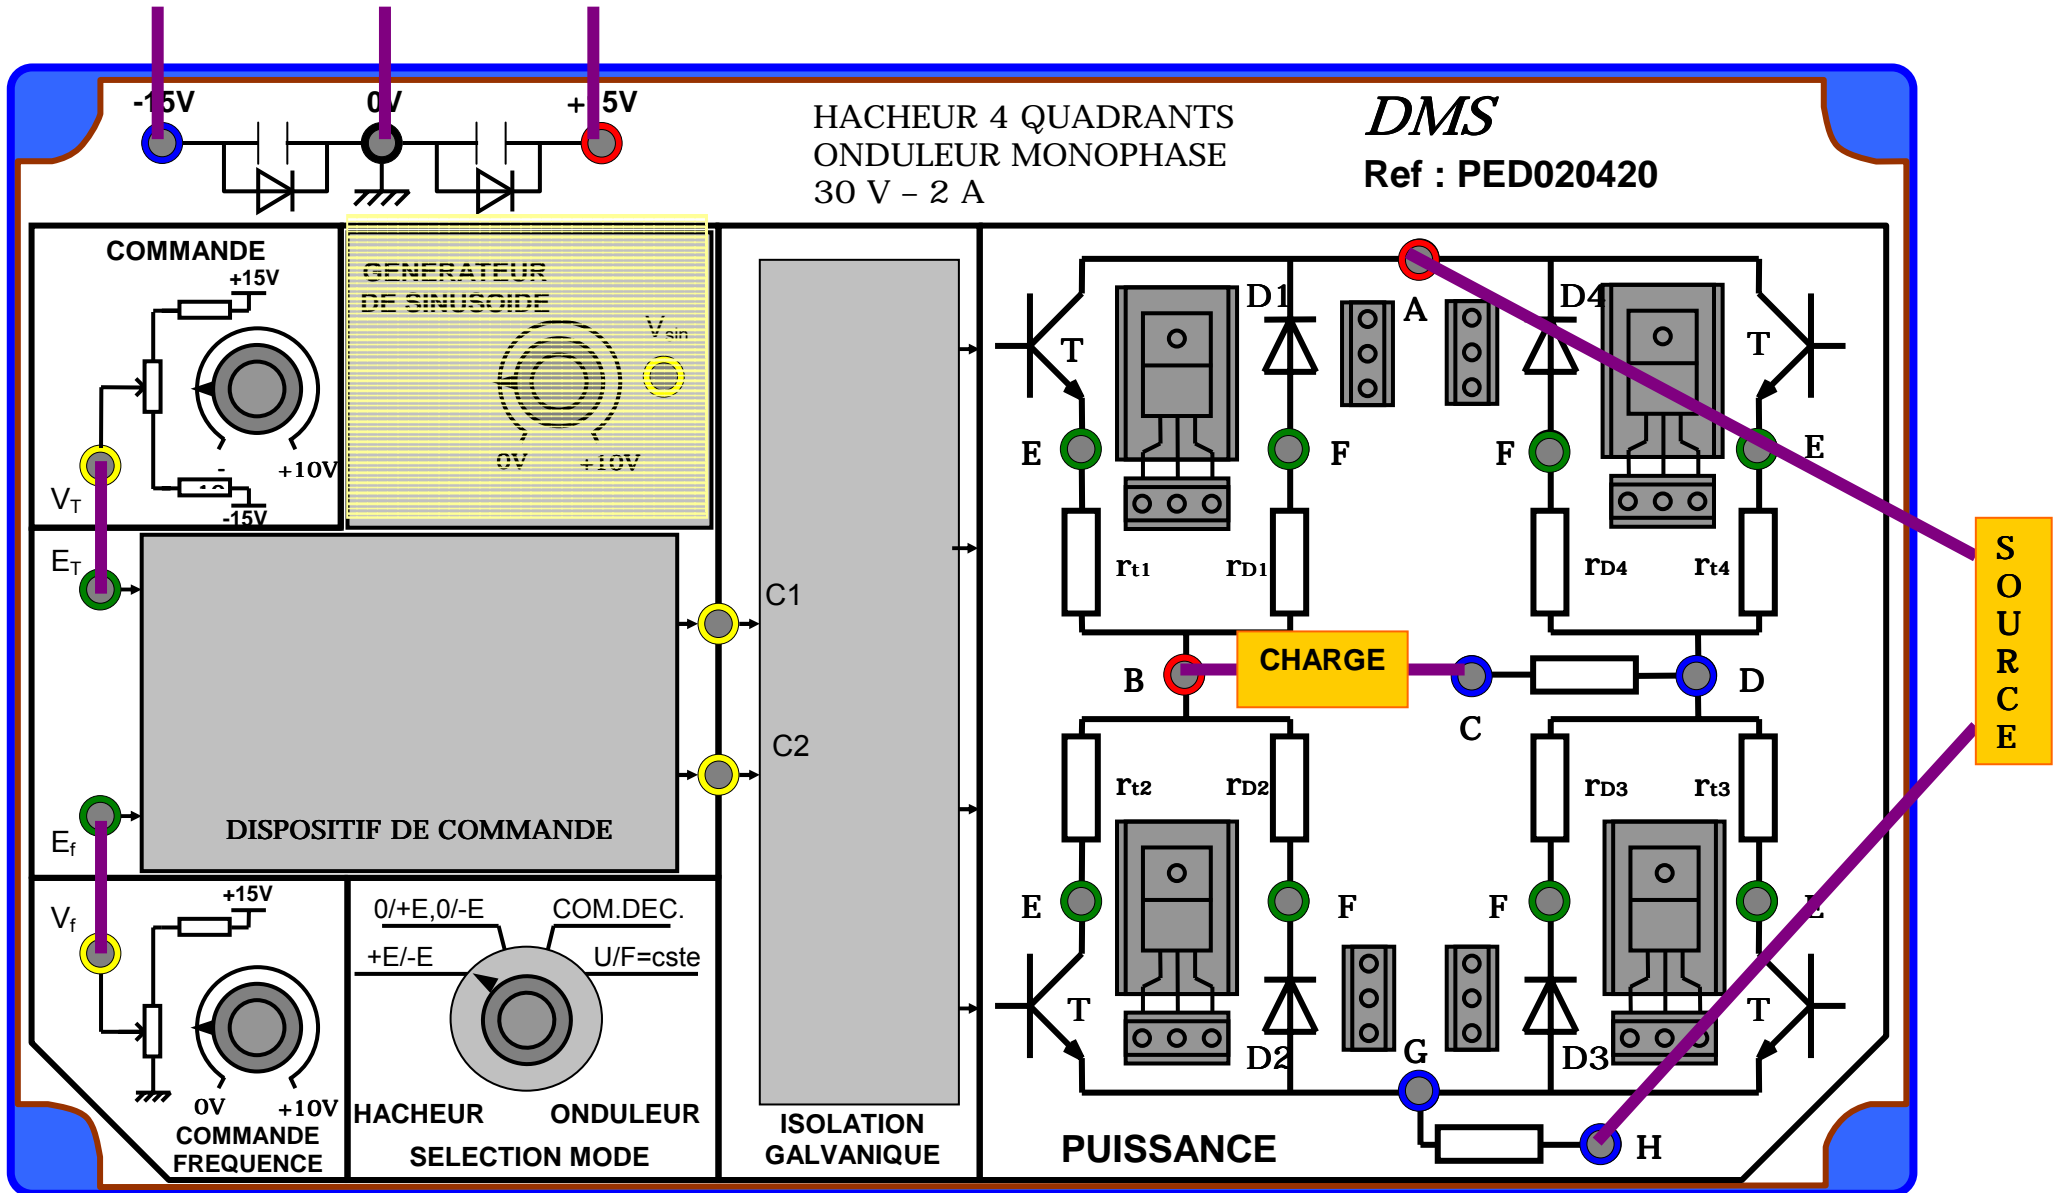 -15V
0V
+15V
HACHEUR 4 QUADRANTS
ONDULEUR MONOPHASE
30 V – 2 A
DMS
Ref : PED020420
COMMANDE
+15V
+10V
-15V
VT
GENERATEUR
DE SINUSOIDE
Vsin
0V
+10V
ET
Ef
DISPOSITIF DE COMMANDE
C1
C2
Vf
+15V
0V
+10V
COMMANDE
FREQUENCE
0/+E,0/-E
COM.DEC.
+E/-E
U/F=cste
HACHEUR
ONDULEUR
SELECTION MODE
ISOLATION
GALVANIQUE
D1
A
D4
T
T
E
F
F
E
rt1
rD1
rD4
rt4
B
CHARGE
C
D
rt2
rD2
rD3
rt3
E
F
F
E
T
T
D2
G
D3
PUISSANCE
H
SOURCE